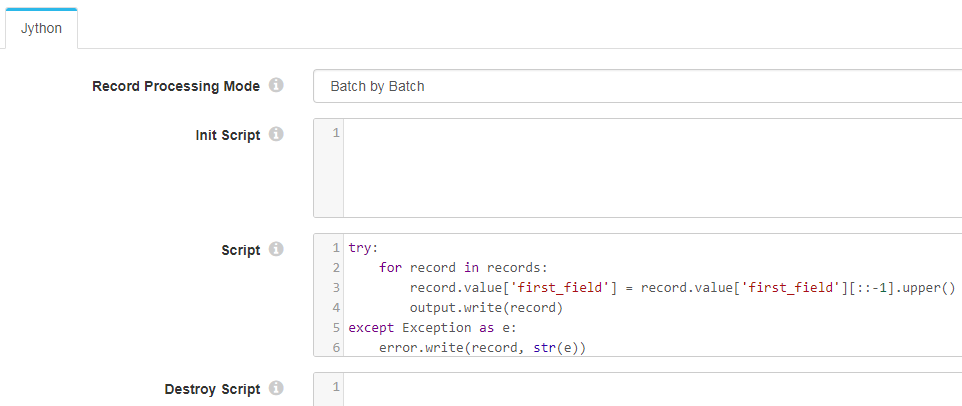 Jython
Record Processing Mode
Batch by Batch
Init Script
1
Script
1 try:
2     for record in records:
3         record.value['first_field'] = record.value['first_field'][::-1].upper()
4         output.write(record)
5 except Exception as e:
6     error.write(record, str(e))
Destroy Script
1